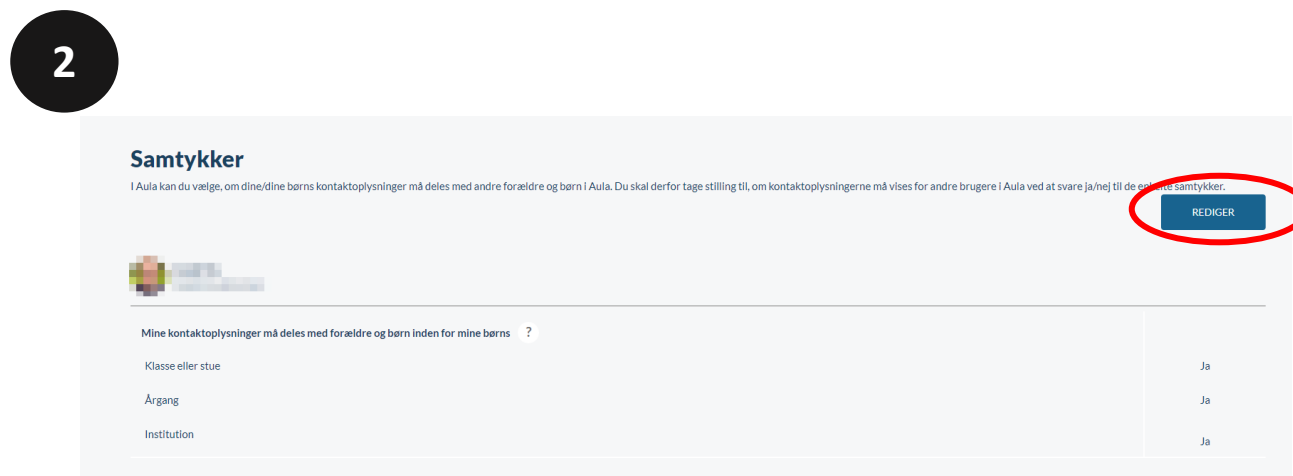 2
Samtykker
I Aula kan du vælge, om dine/dine børns kontaktoplysninger må deles med andre forældre og børn i Aula. Du skal derfor tage stilling til, om kontaktoplysningerne må vises for andre brugere i Aula ved at svare ja/nej til de enkelte samtykker.
REDIGER
Mine kontaktoplysninger må deles med forældre og børn inden for mine børns ?
Klasse eller stue Ja
Årgang Ja
Institution Ja